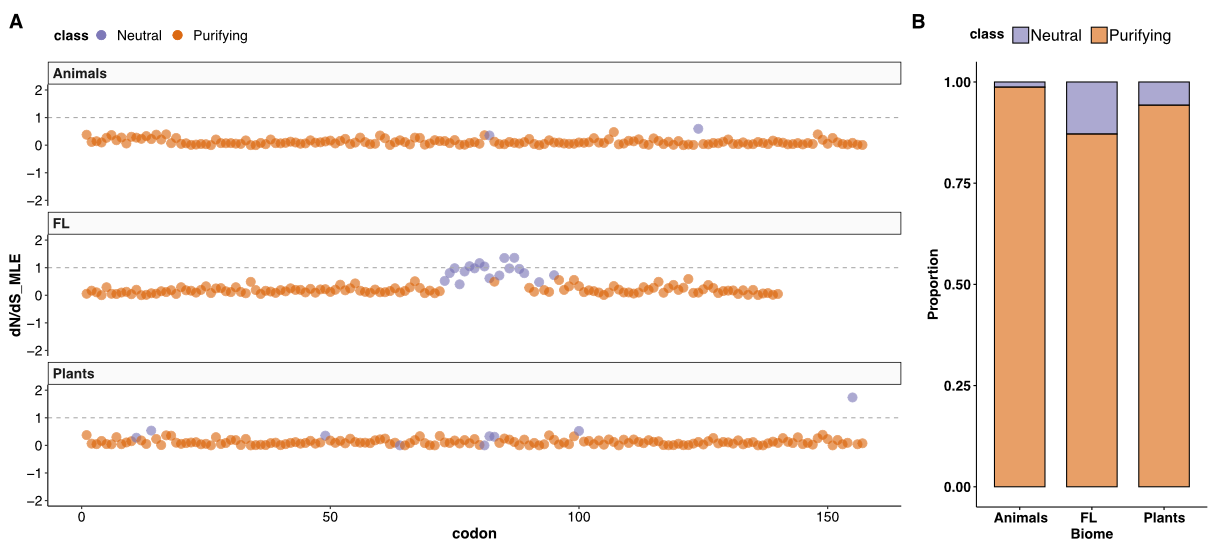 A
class Neutral Purifying
Animals
2
1
0
−1
−2
FL
2
1
0
−1
−2
Plants
2
1
0
−1
−2
dN/dS_MLE
0 50 100 150
codon
B
class Neutral Purifying
1.00
0.75
0.50
0.25
0.00
Proportion
Animals FL Plants
Biome